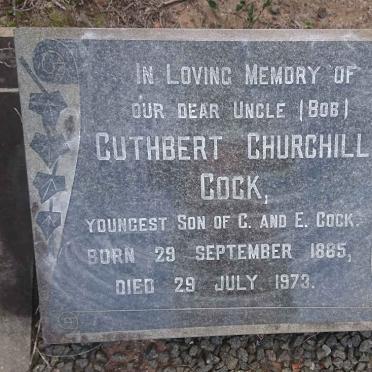 IN LOVING MEMORY OF
OUR DEAR UNCLE (BOB)
CUTHBERT CHURCHILL
COCK,
YOUNGEST SON OF C. AND E. COCK.
BORN 29 SEPTEMBER 1885,
DIED 29 JULY 1973.